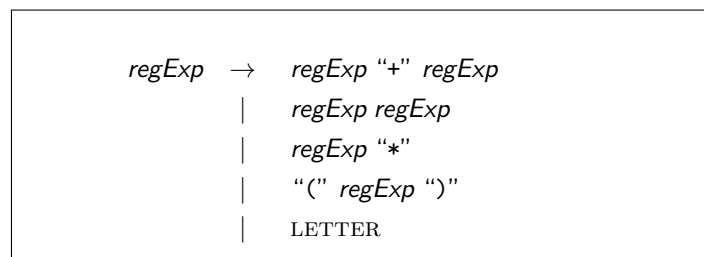 regExp → regExp “+” regExp
| regExp regExp
| regExp “*”
| “(” regExp “)”
| LETTER